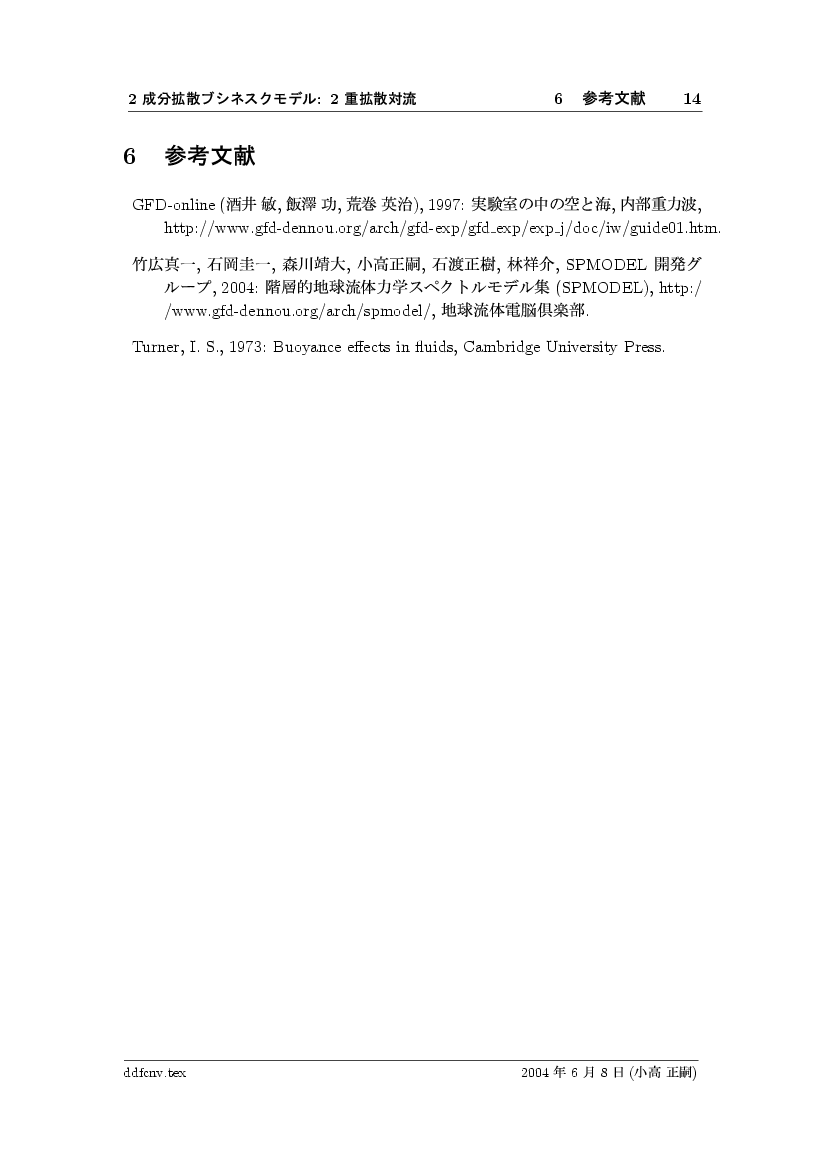 2 成分拡散ブシネスクモデル: 2 重拡散対流 6 参考文献 14
6 参考文献
GFD-online (酒井 敏, 飯澤 功, 荒巻 英治), 1997: 実験室の中の空と海, 内部重力波,
http://www.gfd-dennou.org/arch/gfd-exp/gfd_exp/exp_j/doc/iw/guide01.htm.
竹広真一, 石岡圭一, 森川靖大, 小高正嗣, 石渡正樹, 林祥介, SPMODEL 開発グ
ループ, 2004: 階層的地球流体力学スペクトルモデル集 (SPMODEL), http:/
/www.gfd-dennou.org/arch/spmodel/, 地球流体電脳倶楽部.
Turner, I. S., 1973: Buoyance effects in fluids, Cambridge University Press.
ddfcnv.tex 2004 年 6 月 8 日 (小高 正嗣)